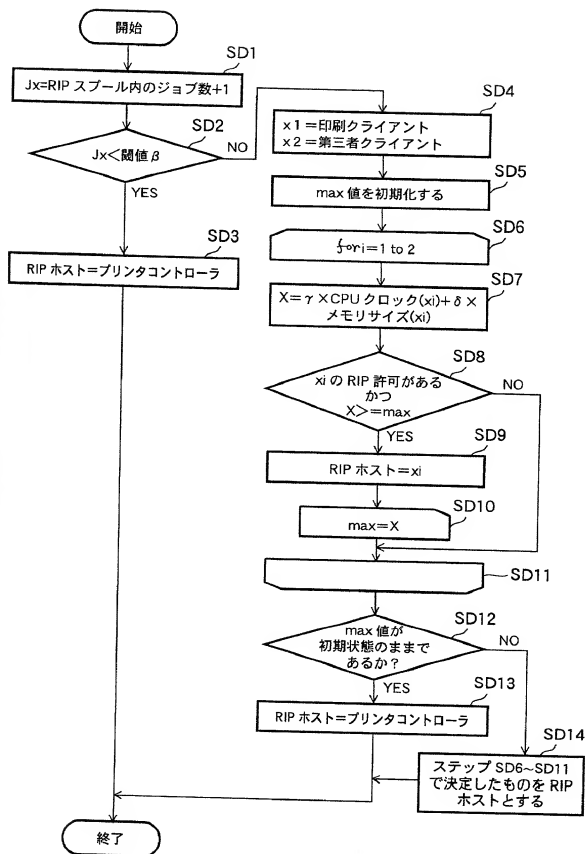 開始
SD1
Jx=RIP スプール内のジョブ数+1
SD2
Jx<閾値 β
NO
YES
SD3
RIP ホスト=プリンタコントローラ
SD4
x1=印刷クライアント
x2=第三者クライアント
SD5
max 値を初期化する
SD6
for i=1 to 2
SD7
X=γ×CPU クロック(xi)+δ×
メモリサイズ(xi)
SD8
xi の RIP 許可がある
かつ
X>=max
NO
YES
SD9
RIP ホスト=xi
SD10
max=X
SD11
SD12
max 値が
初期状態のままで
あるか?
NO
YES
SD13
RIP ホスト=プリンタコントローラ
SD14
ステップ SD6~SD11
で決定したものを RIP
ホストとする
終了